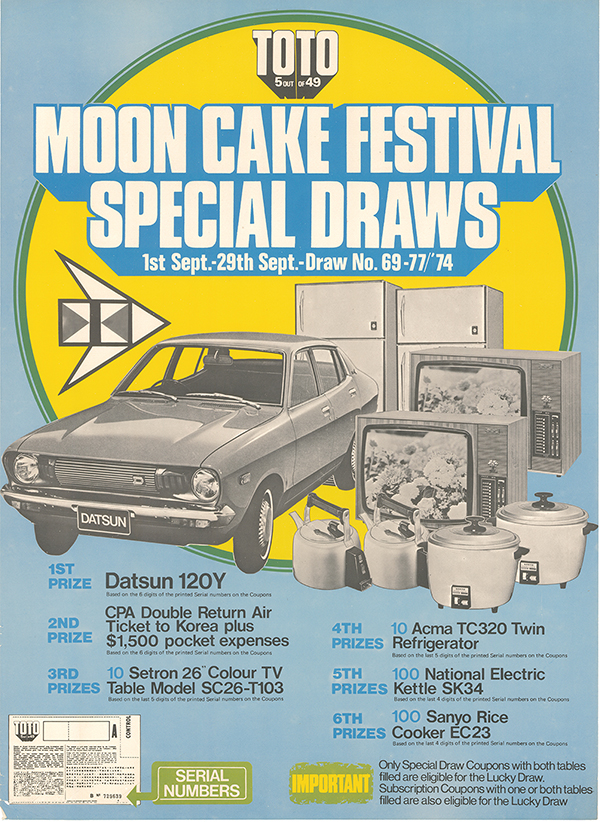 TOTO
5 OUT OF 49
MOON CAKE FESTIVAL
SPECIAL DRAWS
1st Sept.-29th Sept.-Draw No. 69-77/'74
DATSUN
1ST
PRIZE
Datsun 120Y
Based on the 6 digits of the printed Serial numbers on the Coupons
2ND
PRIZE
CPA Double Return Air
Ticket to Korea plus
$1,500 pocket expenses
Based on the 6 digits of the printed Serial numbers on the Coupons
3RD
PRIZES
10 Setron 26" Colour TV
Table Model SC26-T103
Based on the last 5 digits of the printed Serial numbers on the Coupons
4TH
PRIZES
10 Acma TC320 Twin
Refrigerator
Based on the last 5 digits of the printed Serial numbers on the Coupons
5TH
PRIZES
100 National Electric
Kettle SK34
Based on the last 4 digits of the printed Serial numbers on the Coupons
6TH
PRIZES
100 Sanyo Rice
Cooker EC23
Based on the last 4 digits of the printed Serial numbers on the Coupons
TOTO
A
CONTROL
SERIAL
NUMBERS
IMPORTANT
Only Special Draw Coupons with both tables
filled are eligible for the Lucky Draw.
Subscription Coupons with one or both tables
filled are also eligible for the Lucky Draw